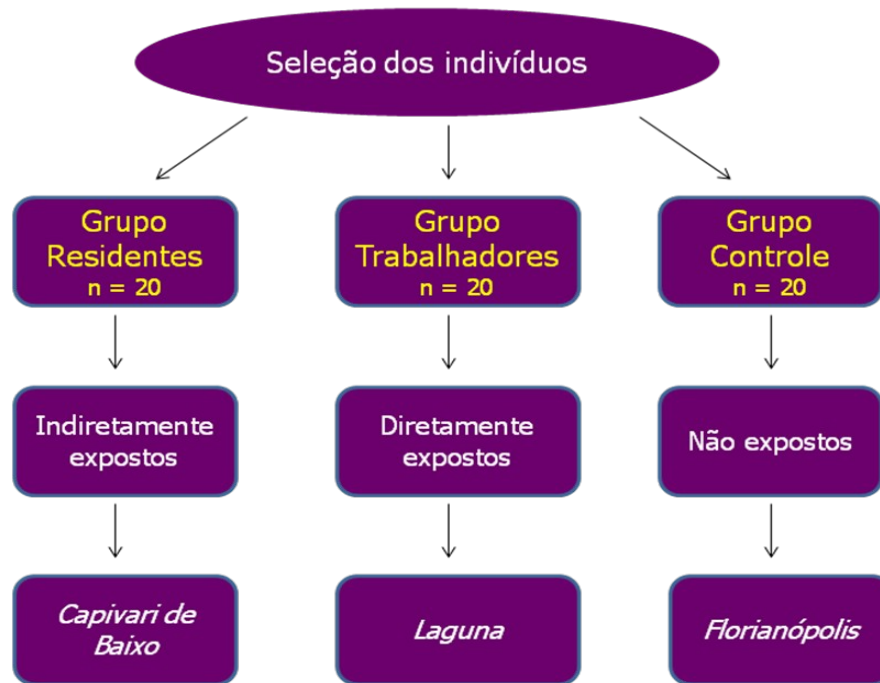 Seleção dos indivíduos
Grupo
Residentes
n = 20
Grupo
Trabalhadores
n = 20
Grupo
Controle
n = 20
Indiretamente
expostos
Diretamente
expostos
Não expostos
Capivari de
Baixo
Laguna
Florianópolis